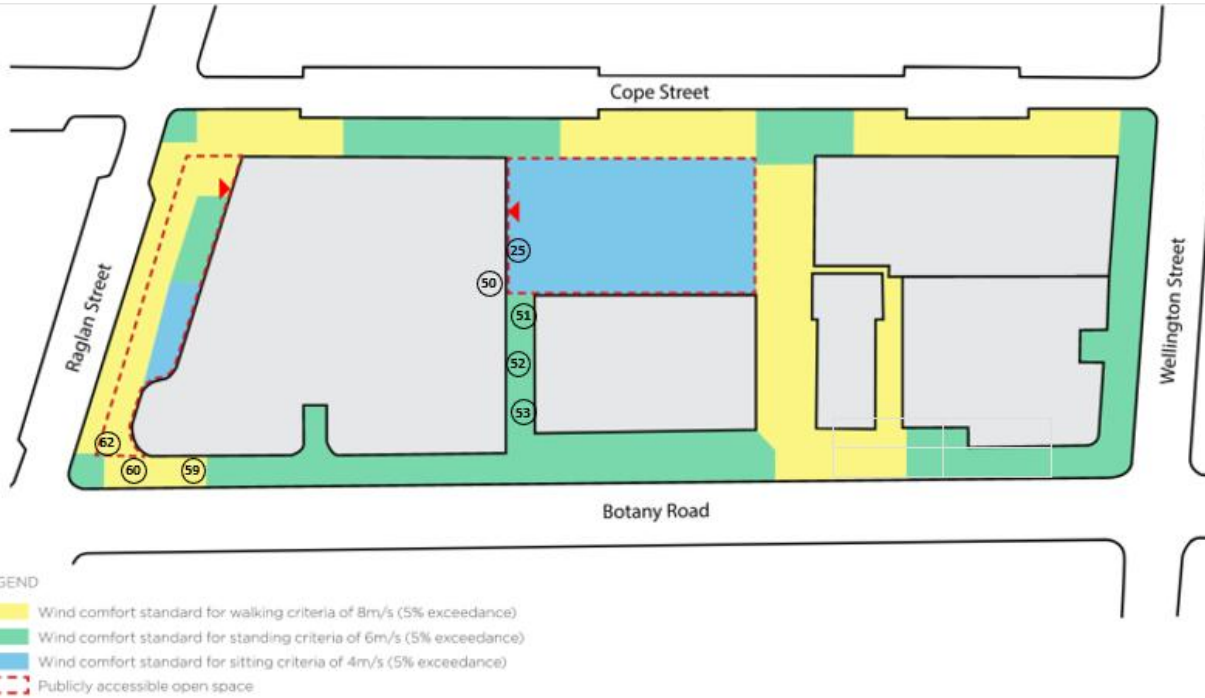 Cope Street
Raglan Street
Wellington Street
25
50
51
52
53
62
60
59
Botany Road
GEND
Wind comfort standard for walking criteria of 8m/s (5% exceedance)
Wind comfort standard for standing criteria of 6m/s (5% exceedance)
Wind comfort standard for sitting criteria of 4m/s (5% exceedance)
Publicly accessible open space